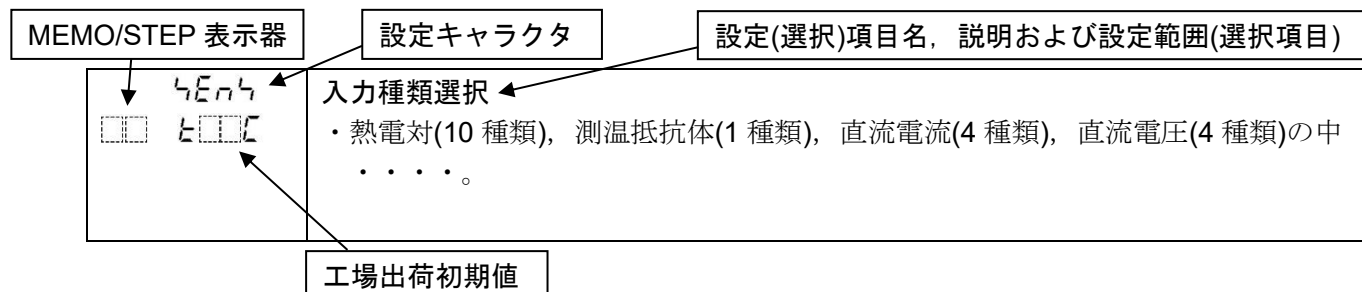 MEMO/STEP 表示器
設定キャラクタ
設定(選択)項目名，説明および設定範囲(選択項目)
SEnS
入力種類選択
t C
・熱電対(10 種類)，測温抵抗体(1 種類)，直流電流(4 種類)，直流電圧(4 種類)の中
・・・・。
工場出荷初期値